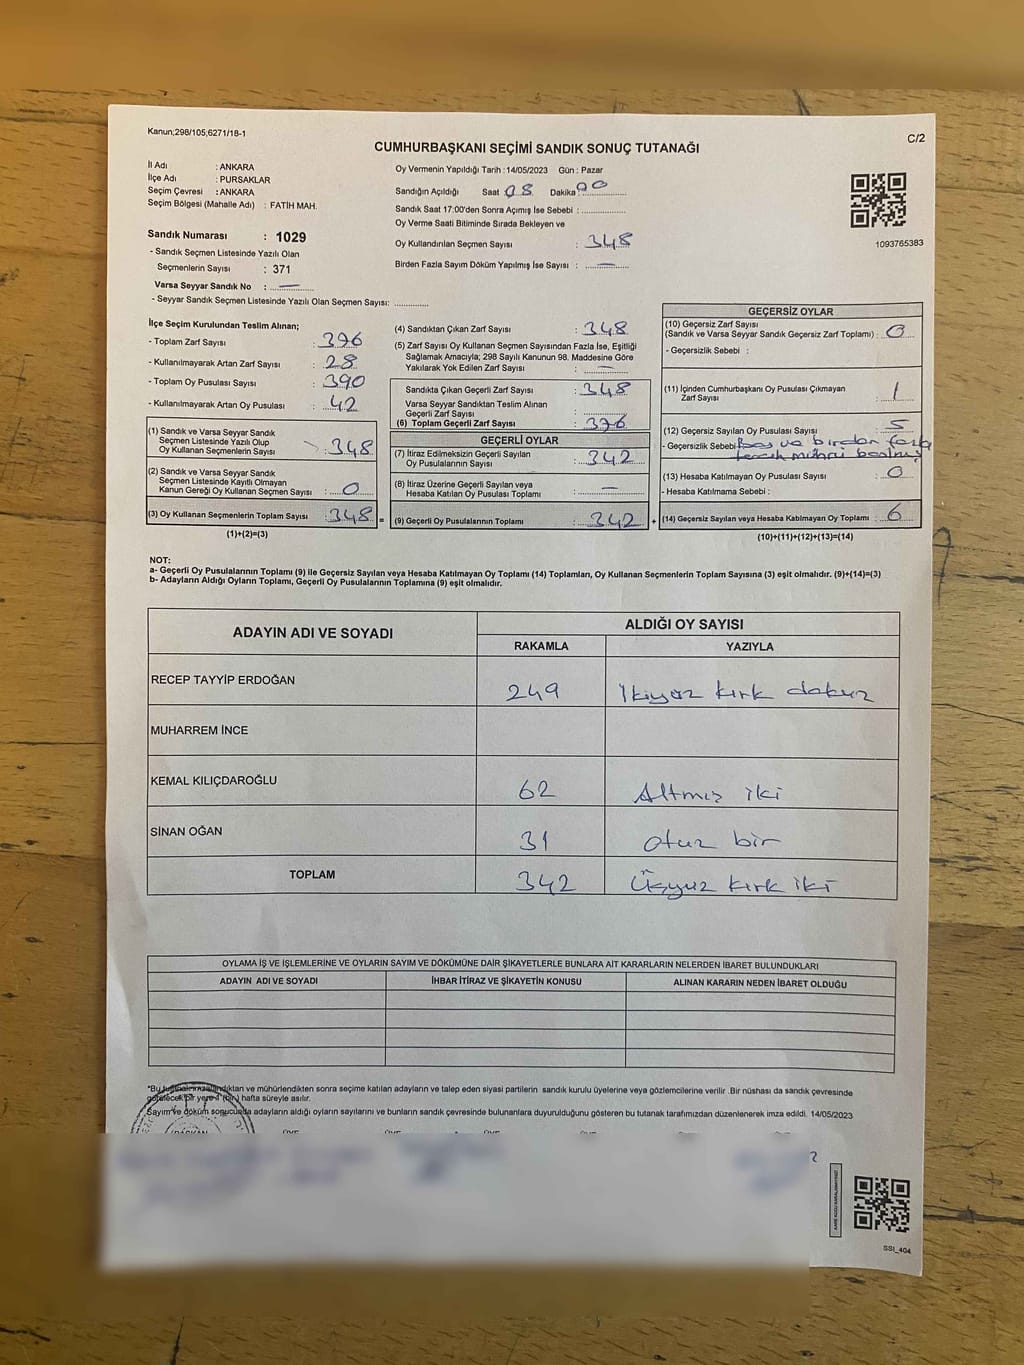 Kanun;298/105;6271/18-1
C/2
CUMHURBAŞKANI SEÇİMİ SANDIK SONUÇ TUTANAĞI
İl Adı : ANKARA
İlçe Adı : PURSAKLAR
Seçim Çevresi : ANKARA
Seçim Bölgesi (Mahalle Adı) : FATİH MAH.
Sandık Numarası : 1029
- Sandık Seçmen Listesinde Yazılı Olan
Seçmenlerin Sayısı : 371
Varsa Seyyar Sandık No : —
- Seyyar Sandık Seçmen Listesinde Yazılı Olan Seçmen Sayısı: ............
Oy Vermenin Yapıldığı Tarih : 14/05/2023 Gün : Pazar
Sandığın Açıldığı Saat 08 Dakika 00
Sandık Saat 17:00'den Sonra Açımış İse Sebebi : ...............
Oy Verme Saati Bitiminde Sırada Bekleyen ve
Oy Kullandırılan Seçmen Sayısı : 348
Birden Fazla Sayım Döküm Yapılmış İse Sayısı : —
1093765383
İlçe Seçim Kurulundan Teslim Alınan;
- Toplam Zarf Sayısı : 376
- Kullanılmayarak Artan Zarf Sayısı : 28
- Toplam Oy Pusulası Sayısı : 390
- Kullanılmayarak Artan Oy Pusulası : 42
(1) Sandık ve Varsa Seyyar Sandık
Seçmen Listesinde Yazılı Olup
Oy Kullanan Seçmenlerin Sayısı : 348
(2) Sandık ve Varsa Seyyar Sandık
Seçmen Listesinde Kayıtlı Olmayan
Kanun Gereği Oy Kullanan Seçmen Sayısı : 0
(3) Oy Kullanan Seçmenlerin Toplam Sayısı : 348 =
(1)+(2)=(3)
(4) Sandıktan Çıkan Zarf Sayısı : 348
(5) Zarf Sayısı Oy Kullanan Seçmen Sayısından Fazla İse, Eşitliği
Sağlamak Amacıyla; 298 Sayılı Kanunun 98. Maddesine Göre
Yakılarak Yok Edilen Zarf Sayısı : —
Sandıkta Çıkan Geçerli Zarf Sayısı : 348
Varsa Seyyar Sandıktan Teslim Alınan
Geçerli Zarf Sayısı : ............
(6) Toplam Geçerli Zarf Sayısı : 376
GEÇERLİ OYLAR
(7) İtiraz Edilmeksizin Geçerli Sayılan
Oy Pusulasının Sayısı : 342
(8) İtiraz Üzerine Geçerli Sayılan veya
Hesaba Katılan Oy Pusulası Toplamı : —
(9) Geçerli Oy Pusulalarının Toplamı : 342 +
GEÇERSİZ OYLAR
(10) Geçersiz Zarf Sayısı
(Sandık ve Varsa Seyyar Sandık Geçersiz Zarf Toplamı) : 0
- Geçersizlik Sebebi :
(11) İçinden Cumhurbaşkanı Oy Pusulası Çıkmayan
Zarf Sayısı : 1
(12) Geçersiz Sayılan Oy Pusulası Sayısı : 5
- Geçersizlik Sebebi : Boş ve birden fazla
tercih mührü basılmış
(13) Hesaba Katılmayan Oy Pusulası Sayısı : 0
- Hesaba Katılmama Sebebi :
(14) Geçersiz Sayılan veya Hesaba Katılmayan Oy Toplamı : 6
(10)+(11)+(12)+(13)=(14)
NOT:
a- Geçerli Oy Pusulalarının Toplamı (9) ile Geçersiz Sayılan veya Hesaba Katılmayan Oy Toplamı (14) Toplamları, Oy Kullanan Seçmenlerin Toplam Sayısına (3) eşit olmalıdır. (9)+(14)=(3)
b- Adayların Aldığı Oyların Toplamı, Geçerli Oy Pusulalarının Toplamına (9) eşit olmalıdır.
ADAYIN ADI VE SOYADI ALDIĞI OY SAYISI
RAKAMLA YAZIYLA
RECEP TAYYİP ERDOĞAN 249 İkiyüz kırk dokuz
MUHARREM İNCE
KEMAL KILIÇDAROĞLU 62 Altmış iki
SİNAN OĞAN 31 otuz bir
TOPLAM 342 Üçyüz kırk iki
OYLAMA İŞ VE İŞLEMLERİNE VE OYLARIN SAYIM VE DÖKÜMÜNE DAİR ŞİKAYETLERLE BUNLARA AİT KARARLARIN NELERDEN İBARET BULUNDUKLARI
ADAYIN ADI VE SOYADI İHBAR İTİRAZ VE ŞİKAYETİN KONUSU ALINAN KARARIN NEDEN İBARET OLDUĞU
*Bu tutanak imzalandıktan ve mühürlendikten sonra seçime katılan adayların ve talep eden siyasi partilerin sandık kurulu üyelerine veya gözlemcilerine verilir. Bir nüshası da sandık çevresinde
görülecek bir yere 1 (bir) hafta süreyle asılır.
Sayım ve döküm sonucunda adayların aldığı oyların sayılarını ve bunların sandık çevresinde bulunanlara duyurulduğunu gösteren bu tutanak tarafımızdan düzenlenerek imza edildi. 14/05/2023
BAŞKAN ÜYE ÜYE ÜYE
SSI_404